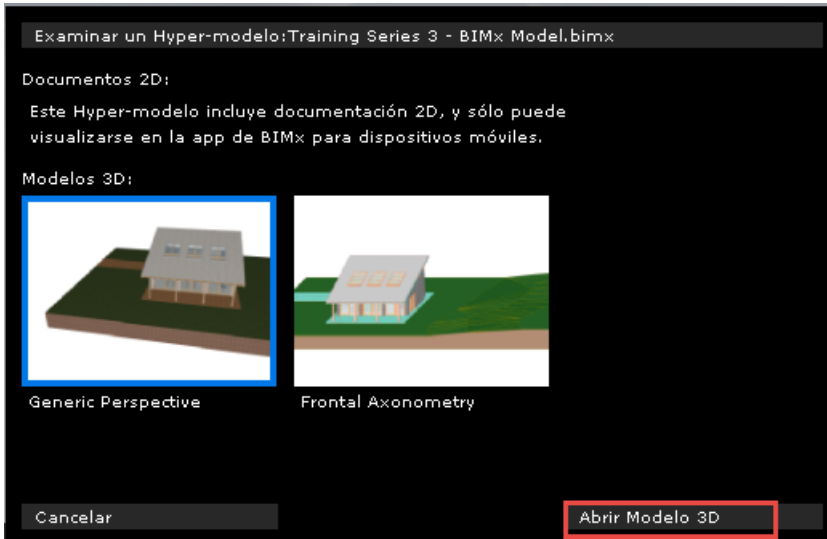 Examinar un Hyper-modelo:Training Series 3 - BIMx Model.bimx
Documentos 2D:
Este Hyper-modelo incluye documentación 2D, y sólo puede
visualizarse en la app de BIMx para dispositivos móviles.
Modelos 3D:
Generic Perspective
Frontal Axonometry
Cancelar
Abrir Modelo 3D